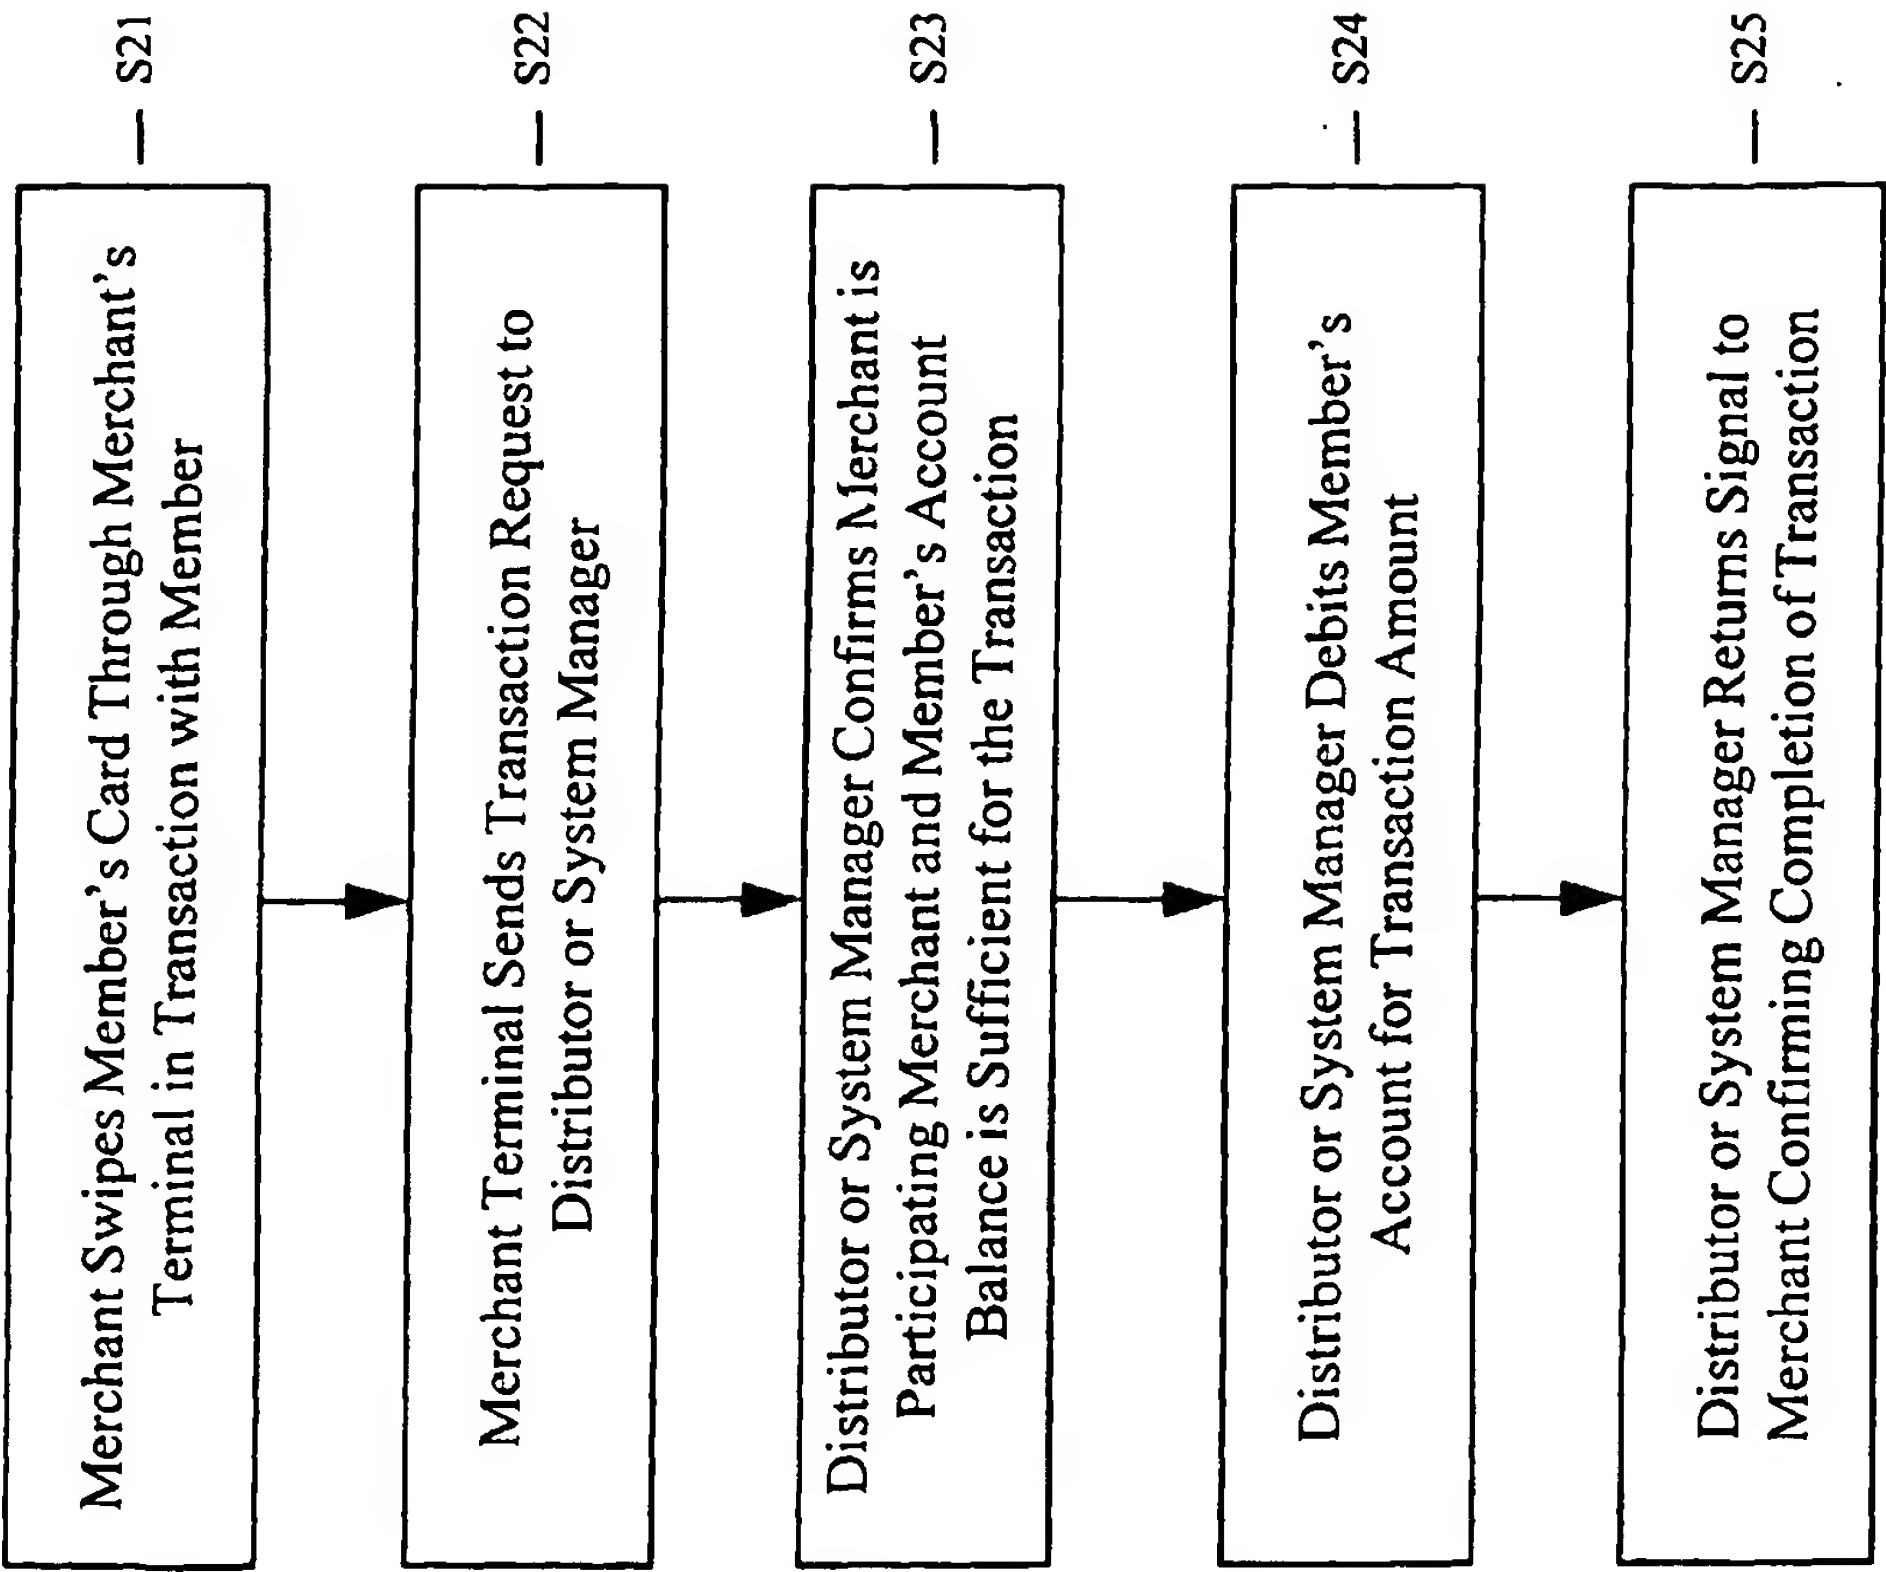 Merchant Swipes Member's Card Through Merchant's
Terminal in Transaction with Member
S21
Merchant Terminal Sends Transaction Request to
Distributor or System Manager
S22
Distributor or System Manager Confirms Merchant is
Participating Merchant and Member's Account
Balance is Sufficient for the Transaction
S23
Distributor or System Manager Debits Member's
Account for Transaction Amount
S24
Distributor or System Manager Returns Signal to
Merchant Confirming Completion of Transaction
S25